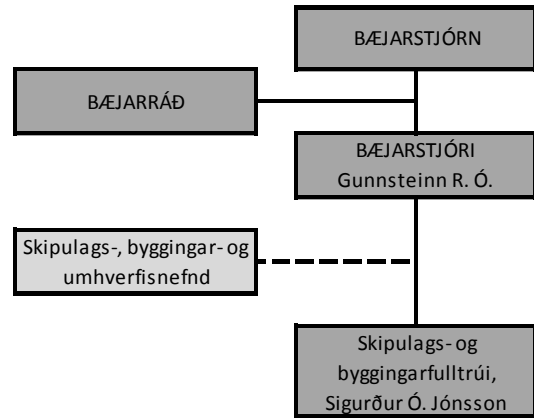 BÆJARSTJÓRN
BÆJARRÁÐ
BÆJARSTJÓRI
Gunnsteinn R. Ó.
Skipulags-, byggingar- og
umhverfisnefnd
Skipulags- og
byggingarfulltrúi,
Sigurður Ó. Jónsson